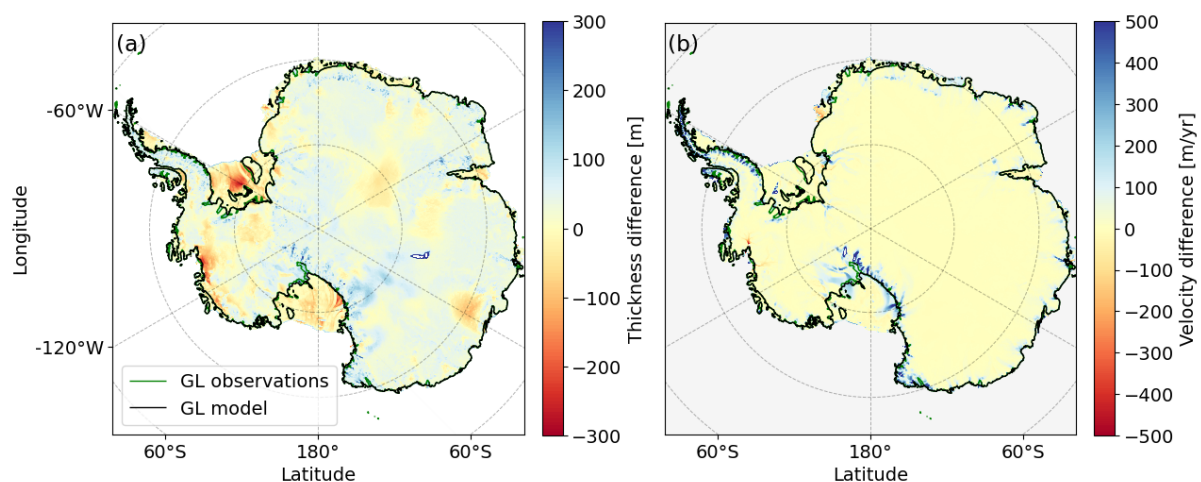 (a)
-60°W
-120°W
Longitude
GL observations
GL model
60°S
180°
60°S
Latitude
300
200
100
0
−100
−200
−300
Thickness difference [m]
(b)
60°S
180°
60°S
Latitude
500
400
300
200
100
0
−100
−200
−300
−400
−500
Velocity difference [m/yr]